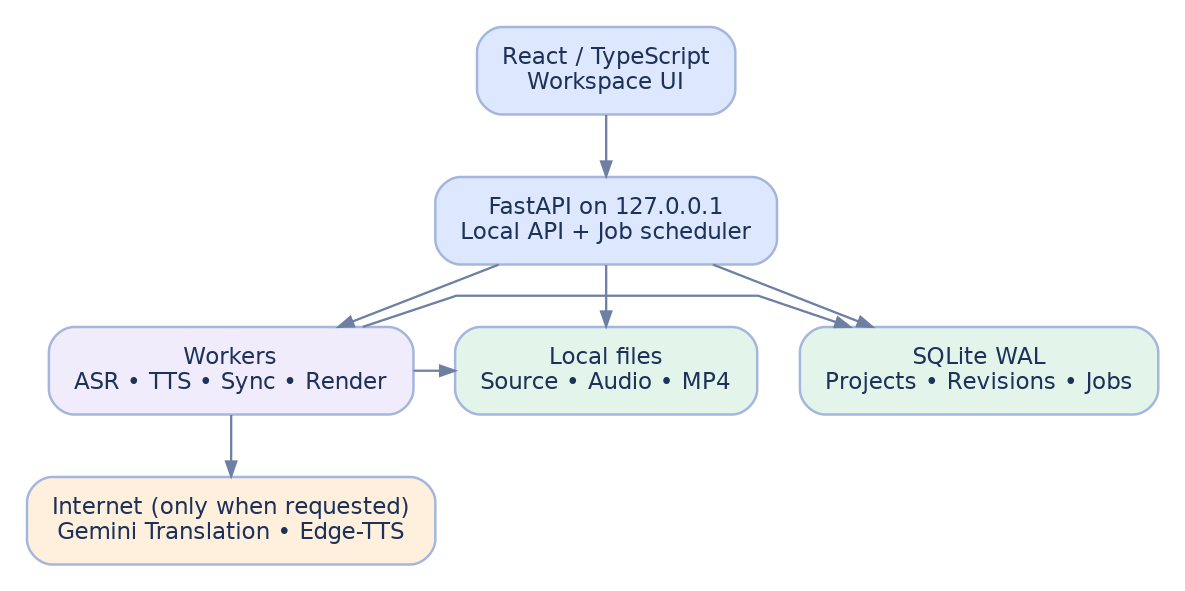 React / TypeScript
Workspace UI
FastAPI on 127.0.0.1
Local API + Job scheduler
Workers
ASR • TTS • Sync • Render
Local files
Source • Audio • MP4
SQLite WAL
Projects • Revisions • Jobs
Internet (only when requested)
Gemini Translation • Edge-TTS